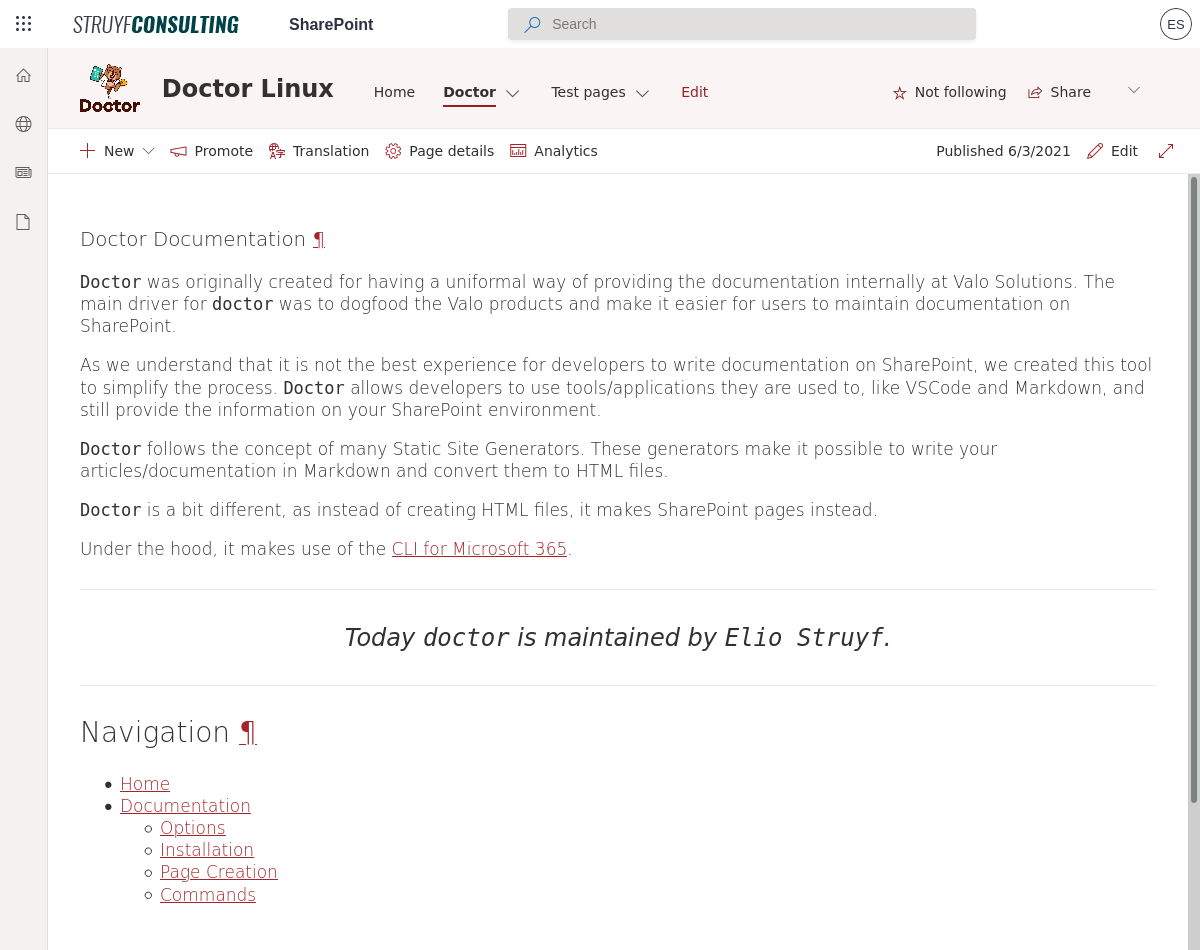 STRUYFCONSULTING SharePoint Search ES
Doctor Doctor Linux Home Doctor Test pages Edit Not following Share
New Promote Translation Page details Analytics Published 6/3/2021 Edit
Doctor Documentation ¶
Doctor was originally created for having a uniformal way of providing the documentation internally at Valo Solutions. The
main driver for doctor was to dogfood the Valo products and make it easier for users to maintain documentation on
SharePoint.
As we understand that it is not the best experience for developers to write documentation on SharePoint, we created this tool
to simplify the process. Doctor allows developers to use tools/applications they are used to, like VSCode and Markdown, and
still provide the information on your SharePoint environment.
Doctor follows the concept of many Static Site Generators. These generators make it possible to write your
articles/documentation in Markdown and convert them to HTML files.
Doctor is a bit different, as instead of creating HTML files, it makes SharePoint pages instead.
Under the hood, it makes use of the CLI for Microsoft 365.
Today doctor is maintained by Elio Struyf.
Navigation ¶
Home
Documentation
Options
Installation
Page Creation
Commands